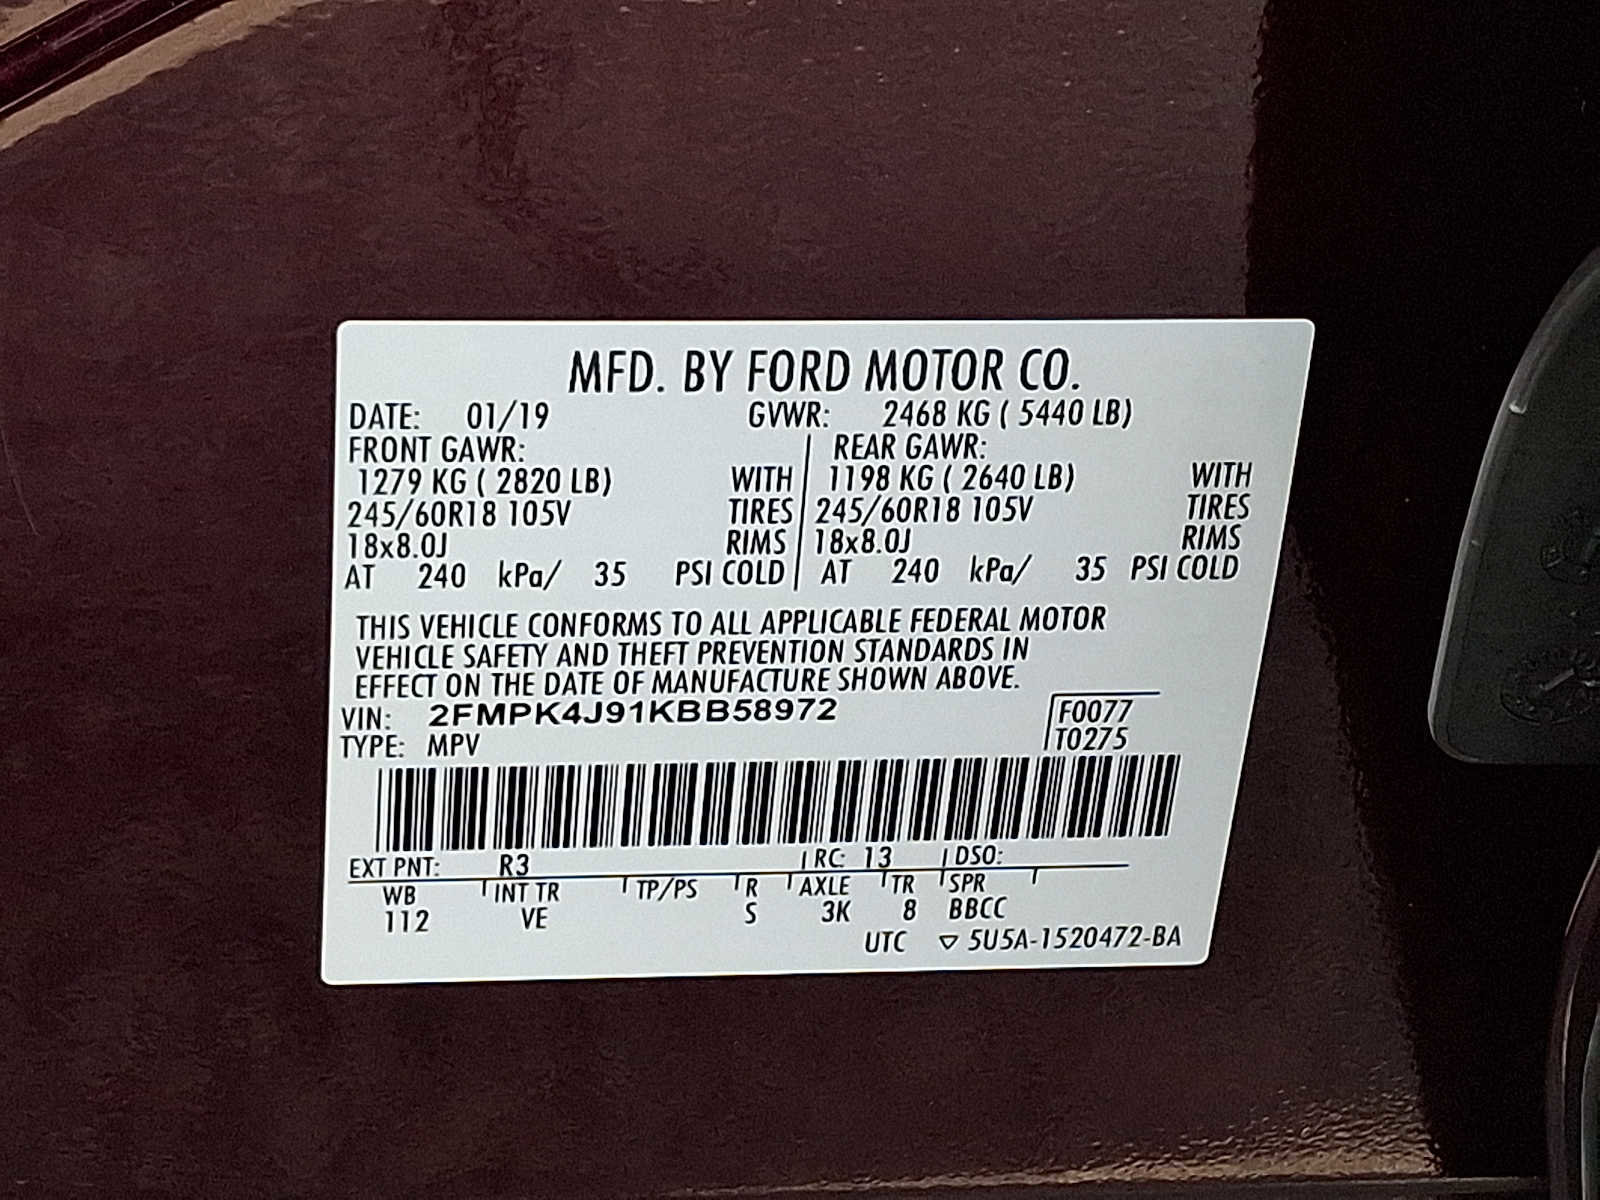 MFD. BY FORD MOTOR CO.
DATE: 01/19 GVWR: 2468 KG ( 5440 LB)
FRONT GAWR: REAR GAWR:
1279 KG ( 2820 LB) WITH 1198 KG ( 2640 LB) WITH
245/60R18 105V TIRES 245/60R18 105V TIRES
18x8.0J RIMS 18x8.0J RIMS
AT 240 kPa/ 35 PSI COLD AT 240 kPa/ 35 PSI COLD
THIS VEHICLE CONFORMS TO ALL APPLICABLE FEDERAL MOTOR
VEHICLE SAFETY AND THEFT PREVENTION STANDARDS IN
EFFECT ON THE DATE OF MANUFACTURE SHOWN ABOVE.
VIN: 2FMPK4J91KBB58972 F0077
TYPE: MPV T0275
EXT PNT: R3 RC: 13 DSO:
WB INT TR TP/PS R AXLE TR SPR
112 VE S 3K 8 BBCC
UTC ▽ 5U5A-1520472-BA